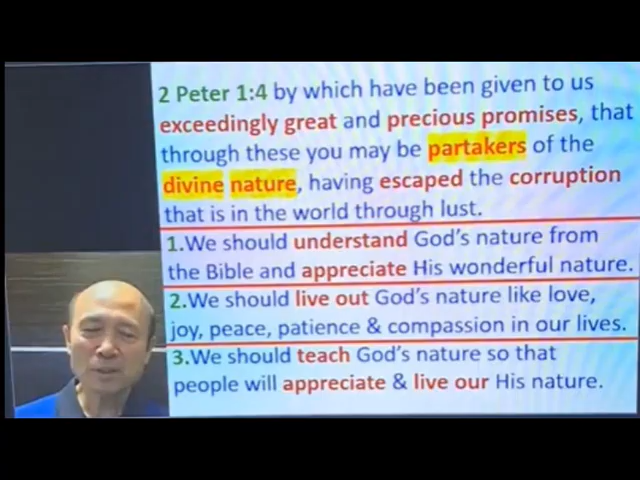 2 Peter 1:4 by which have been given to us
exceedingly great and precious promises, that
through these you may be partakers of the
divine nature, having escaped the corruption
that is in the world through lust.
1.We should understand God's nature from
the Bible and appreciate His wonderful nature.
2.We should live out God's nature like love,
joy, peace, patience & compassion in our lives.
3.We should teach God's nature so that
people will appreciate & live our His nature.